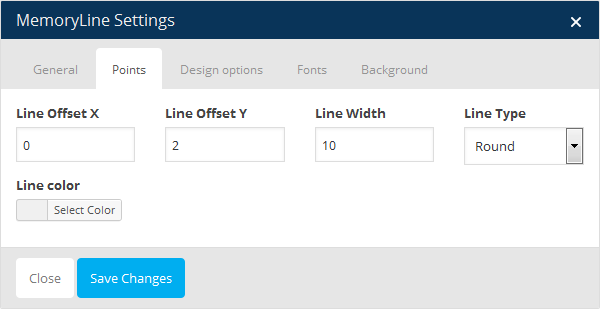 MemoryLine Settings
General Points Design options Fonts Background
Line Offset X Line Offset Y Line Width Line Type
0 2 10 Round
Line color
Select Color
Close Save Changes